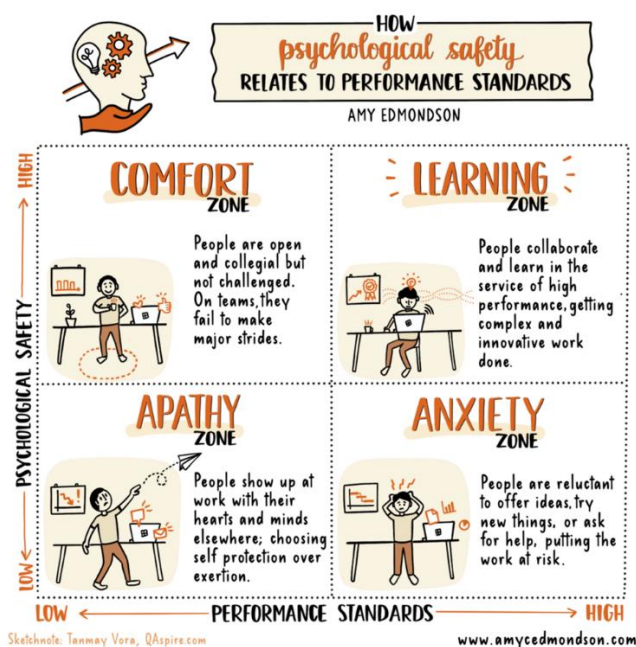 HOW
psychological safety
RELATES TO PERFORMANCE STANDARDS
AMY EDMONDSON
HIGH
PSYCHOLOGICAL SAFETY
LOW
COMFORT
ZONE
People are open
and collegial but
not challenged.
On teams, they
fail to make
major strides.
LEARNING
ZONE
People collaborate
and learn in the
service of high
performance, getting
complex and
innovative work
done.
APATHY
ZONE
People show up at
work with their
hearts and minds
elsewhere; choosing
self protection over
exertion.
ANXIETY
ZONE
People are reluctant
to offer ideas, try
new things, or ask
for help, putting the
work at risk.
LOW
PERFORMANCE STANDARDS
HIGH
Sketchnote: Tanmay Vora, QAspire.com
www.amycedmondson.com